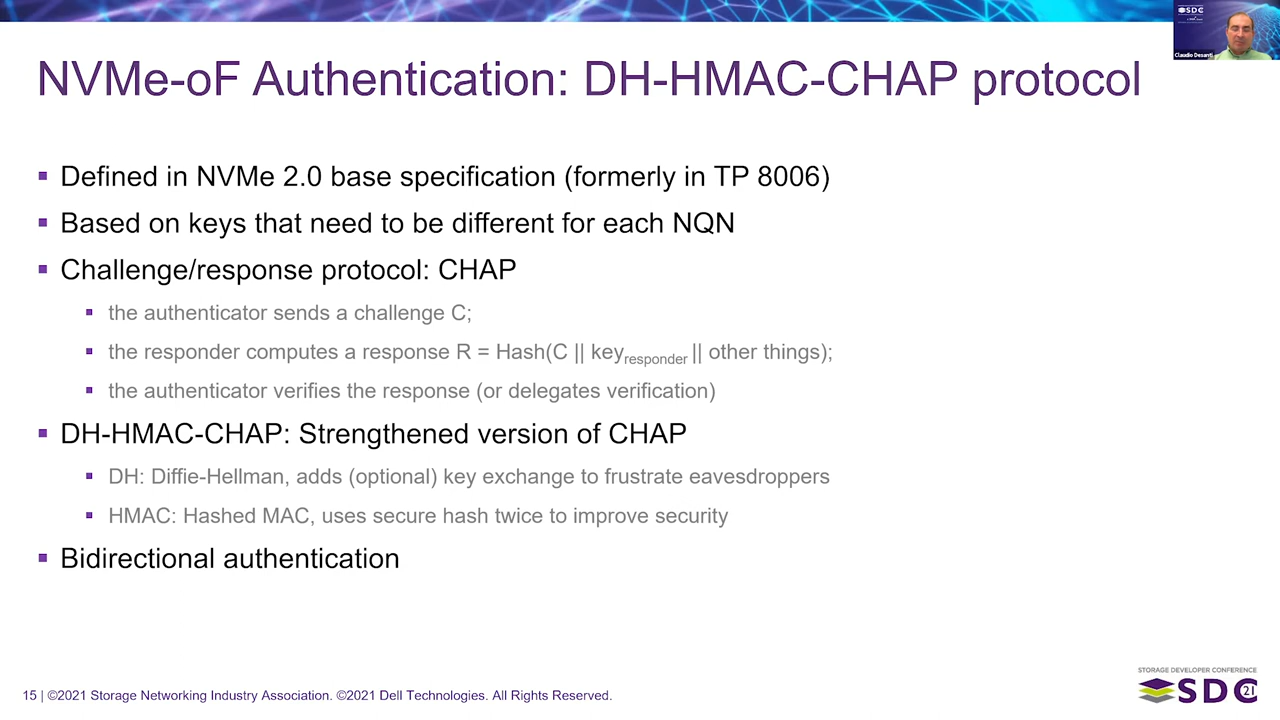 SDC
Claudio Desanti
NVMe-oF Authentication: DH-HMAC-CHAP protocol
Defined in NVMe 2.0 base specification (formerly in TP 8006)
Based on keys that need to be different for each NQN
Challenge/response protocol: CHAP
the authenticator sends a challenge C;
the responder computes a response R = Hash(C || keyresponder || other things);
the authenticator verifies the response (or delegates verification)
DH-HMAC-CHAP: Strengthened version of CHAP
DH: Diffie-Hellman, adds (optional) key exchange to frustrate eavesdroppers
HMAC: Hashed MAC, uses secure hash twice to improve security
Bidirectional authentication
STORAGE DEVELOPER CONFERENCE
SDC 21
15 | ©2021 Storage Networking Industry Association. ©2021 Dell Technologies. All Rights Reserved.